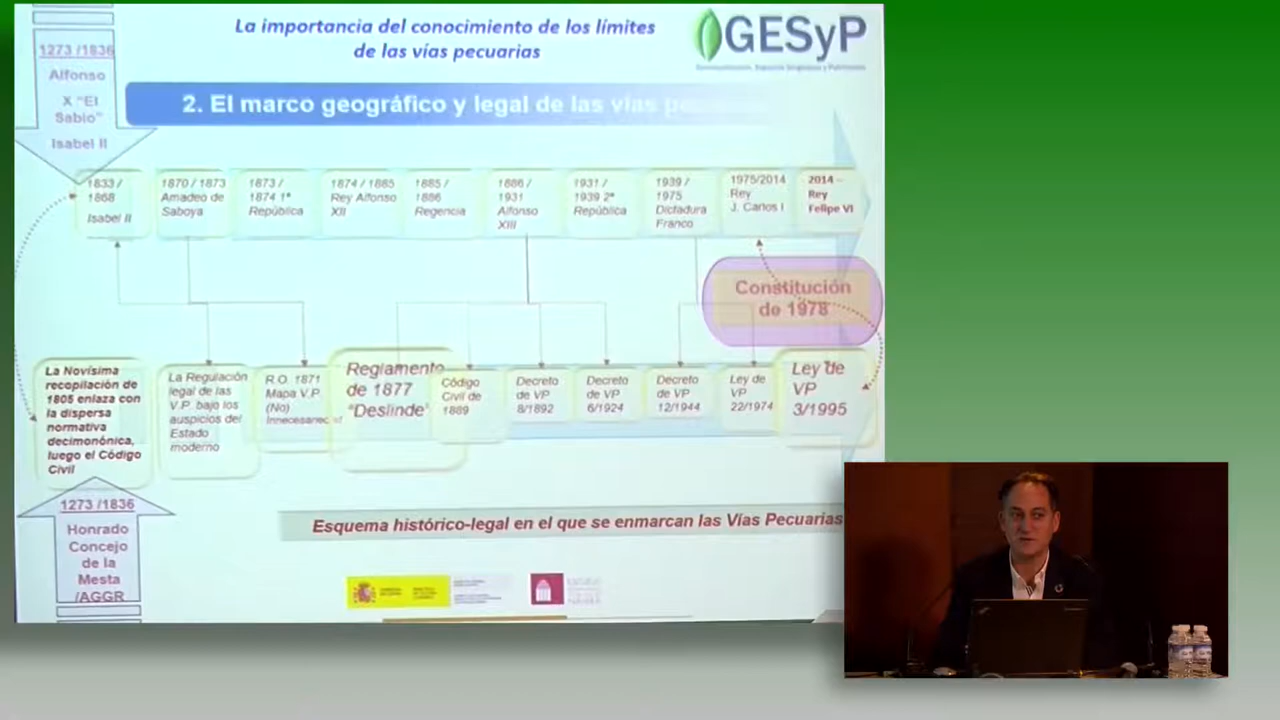 La importancia del conocimiento de los límites
de las vías pecuarias
GESyP
1273 /1836
Alfonso
X "El
Sabio"
Isabel II
2. El marco geográfico y legal de las vías
1833 /
1868
Isabel II
1870 / 1873
Amadeo de
Saboya
1873 /
1874 1ª
República
1874 / 1885
Rey Alfonso
XII
1885 /
1886
Regencia
1886 /
1931
Alfonso
XIII
1931 /
1939 2ª
República
1939 /
1975
Dictadura
Franco
1975/2014
Rey
J. Carlos I
2014 –
Rey
Felipe VI
Constitución
de 1978
La Novísima
recopilación de
1805 enlaza con
la dispersa
normativa
decimonónica,
luego el Código
Civil
La Regulación
legal de las
V.P. bajo los
auspicios del
Estado
moderno
R.O. 1871
Mapa V.P
(No)
Reglamento
de 1877
"Deslinde"
Código
Civil de
1889
Decreto
de VP
8/1892
Decreto
de VP
6/1924
Decreto
de VP
12/1944
Ley de
VP
22/1974
Ley de
VP
3/1995
1273 /1836
Honrado
Concejo
de la
Mesta
/AGGR
Esquema histórico-legal en el que se enmarcan las Vías Pecuarias